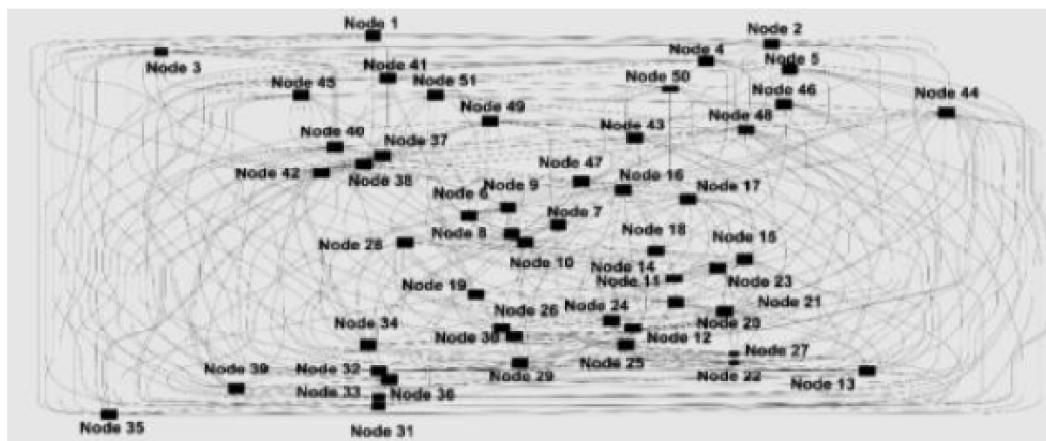 Node 1
Node 2
Node 3
Node 4
Node 5
Node 41
Node 45
Node 51
Node 50
Node 46
Node 44
Node 49
Node 48
Node 43
Node 40
Node 37
Node 42
Node 38
Node 47
Node 16
Node 17
Node 9
Node 6
Node 7
Node 8
Node 28
Node 10
Node 18
Node 15
Node 14
Node 11
Node 23
Node 19
Node 24
Node 21
Node 26
Node 20
Node 34
Node 12
Node 27
Node 32
Node 29
Node 25
Node 22
Node 13
Node 39
Node 33
Node 36
Node 35
Node 31